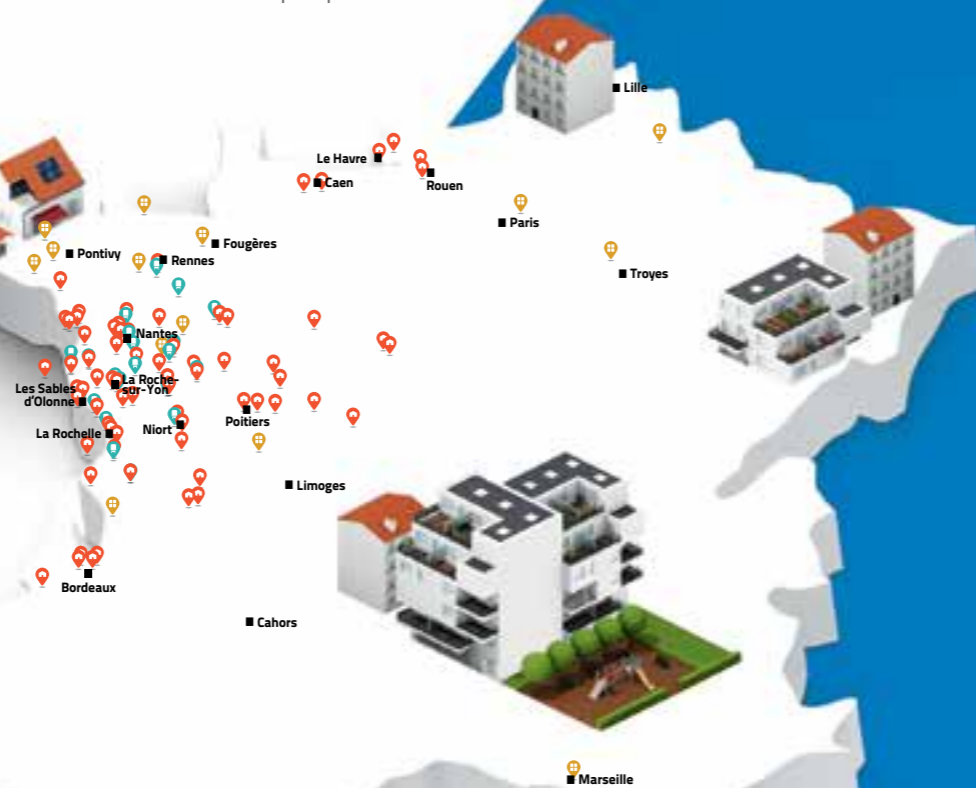 Lille
Le Havre
Caen
Rouen
Paris
Fougères
Pontivy
Rennes
Troyes
Nantes
La Roche-
sur-Yon
Les Sables
d'Olonne
Poitiers
Niort
La Rochelle
Limoges
Bordeaux
Cahors
Marseille